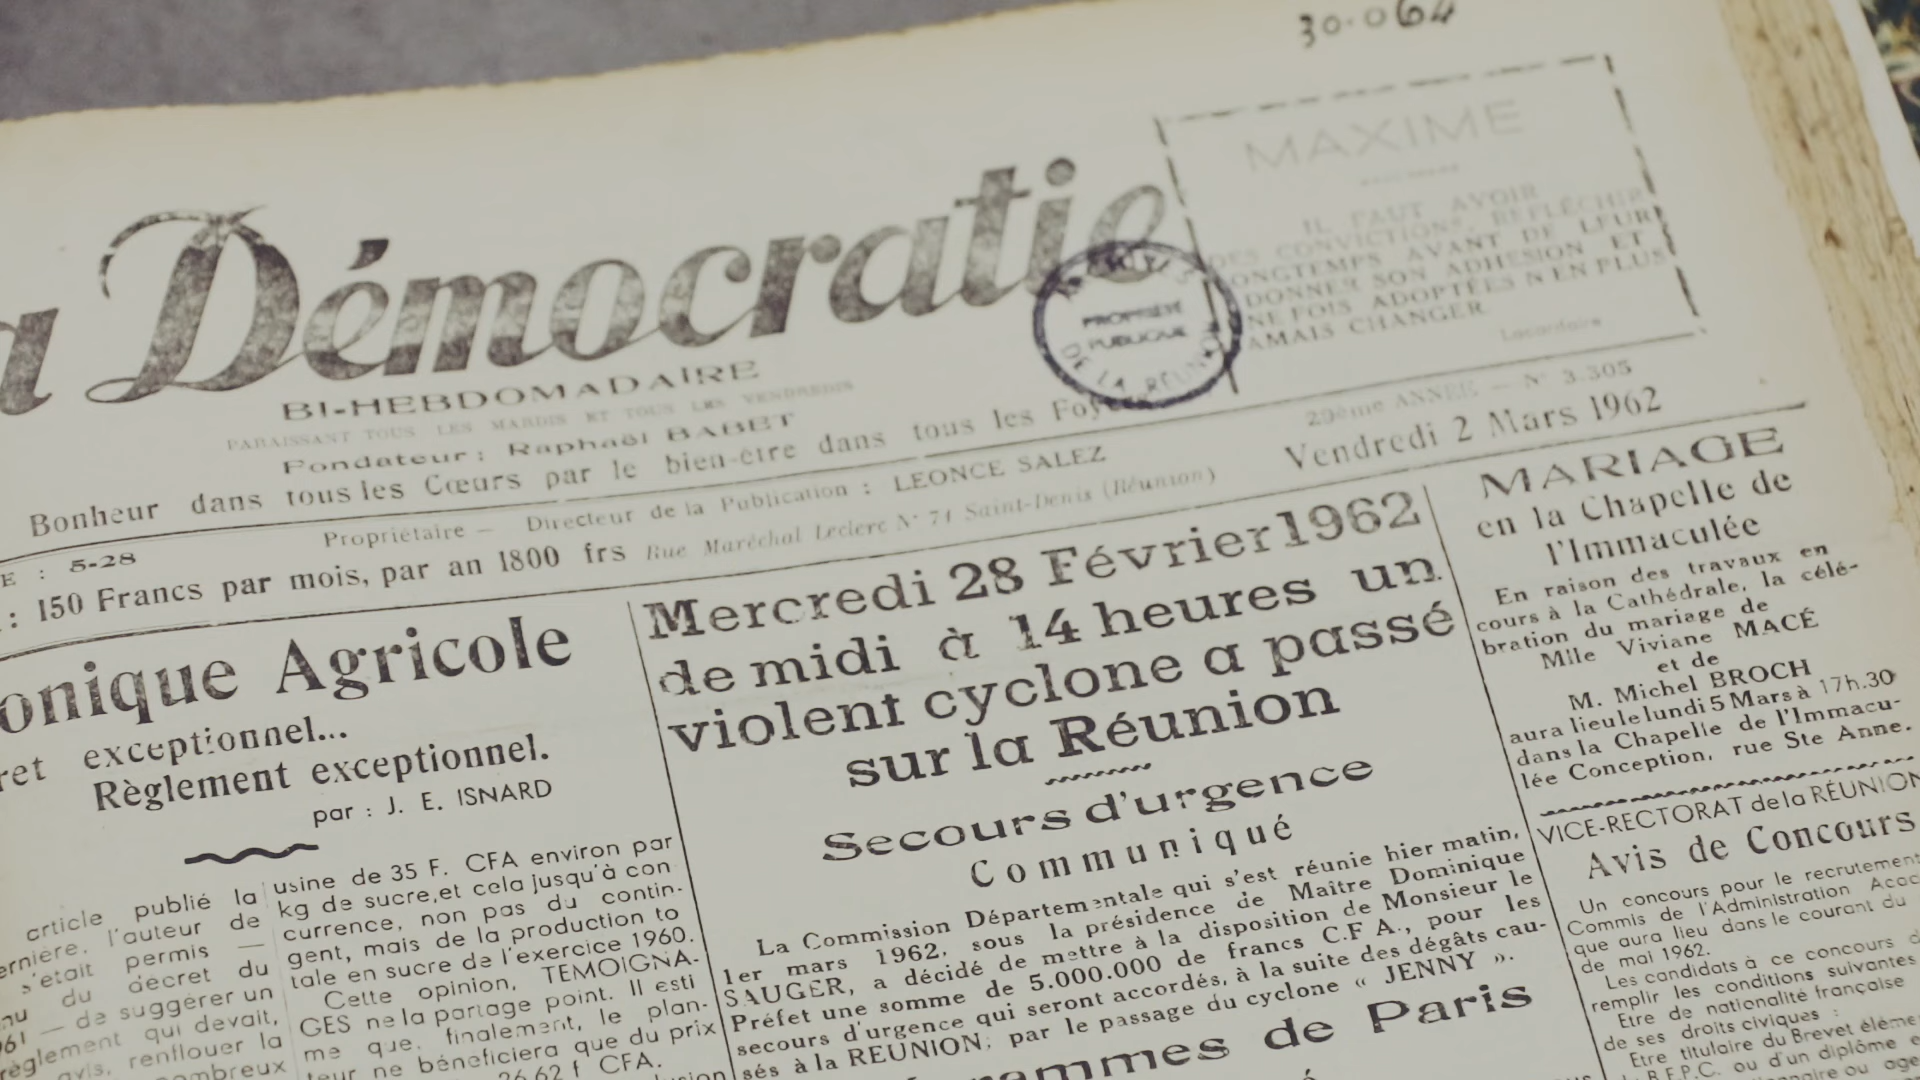 30.064
a Démocratie
BI-HEBDOMADAIRE
PARAISSANT TOUS LES MARDIS ET TOUS LES VENDREDIS
Fondateur : Raphaël BABET
Bonheur dans tous les Cœurs par le bien-être dans tous les Foy
PROPRIÉTÉ
PUBLIQUE
DE LA RÉUNION
MAXIME
IL FAUT AVOIR
DES CONVICTIONS, REFLÉCHIR
ONGTEMPS AVANT DE LEUR
DONNER SON ADHESION ET
NE FOIS ADOPTÉES N'EN PLUS
AMAIS CHANGER
Lacordaire
Propriétaire — Directeur de la Publication : LEONCE SALEZ
Rue Maréchal Leclerc N° 71 Saint-Denis (Réunion)
E : 5-28
: 150 Francs par mois, par an 1800 frs
29ème ANNEE — N° 3.305
Vendredi 2 Mars 1962
onique Agricole
ret exceptionnel...
Règlement exceptionnel.
par : J. E. ISNARD
article publié la
ernière, l'auteur de
s'était permis —
du décret du
— de suggérer un
règlement qui devait,
avis, renflouer la
ombreux
usine de 35 F. CFA environ par
kg de sucre,et cela jusqu'à con
currence, non pas du contin-
gent, mais de la production to
tale en sucre de l'exercice 1960.
Cette opinion, TEMOIGNA-
GES ne la partage point. Il esti
me que, finalement, le plan-
teur ne bénéficiera que du prix
26,62 f CFA.
Mercredi 28 Février 1962
de midi à 14 heures un
violent cyclone a passé
sur la Réunion
Secours d'urgence
Communiqué
La Commission Départementale qui s'est réunie hier matin,
1er mars 1962, sous la présidence de Maître Dominique
SAUGER, a décidé de mettre à la disposition de Monsieur le
Préfet une somme de 5.000.000 de francs C.F A., pour les
secours d'urgence qui seront accordés, à la suite des dégâts cau-
sés à la REUNION; par le passage du cyclone « JENNY ».
rammes de Paris
MARIAGE
en la Chapelle de
l'Immaculée
En raison des travaux en
cours à la Cathédrale, la célé-
bration du mariage de
Mlle Viviane MACÉ
et de
M. Michel BROCH
aura lieu le lundi 5 Mars à 17h.30
dans la Chapelle de l'Immacu-
lée Conception, rue Ste Anne.
VICE-RECTORAT de la RÉUNION
Avis de Concours
Un concours pour le recrutement
Commis de l'Administration Acad
que aura lieu dans le courant du
de mai 1962.
Les candidats à ce concours d
remplir les conditions suivantes
Etre de nationalité française
de ses droits civiques :
Etre titulaire du Brevet élém
B.E.P.C. ou d'un diplôme